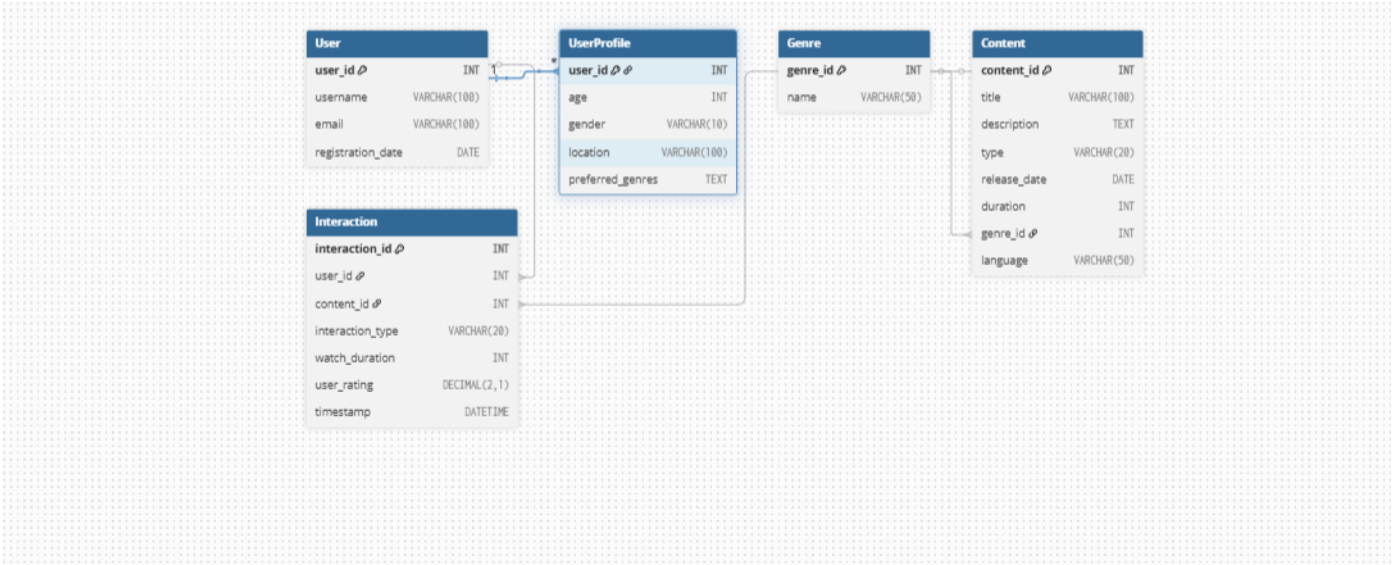 User
user_id INT
username VARCHAR(100)
email VARCHAR(100)
registration_date DATE
1
*
UserProfile
user_id INT
age INT
gender VARCHAR(10)
location VARCHAR(100)
preferred_genres TEXT
Genre
genre_id INT
name VARCHAR(50)
Content
content_id INT
title VARCHAR(100)
description TEXT
type VARCHAR(20)
release_date DATE
duration INT
genre_id INT
language VARCHAR(50)
Interaction
interaction_id INT
user_id INT
content_id INT
interaction_type VARCHAR(20)
watch_duration INT
user_rating DECIMAL(2,1)
timestamp DATETIME